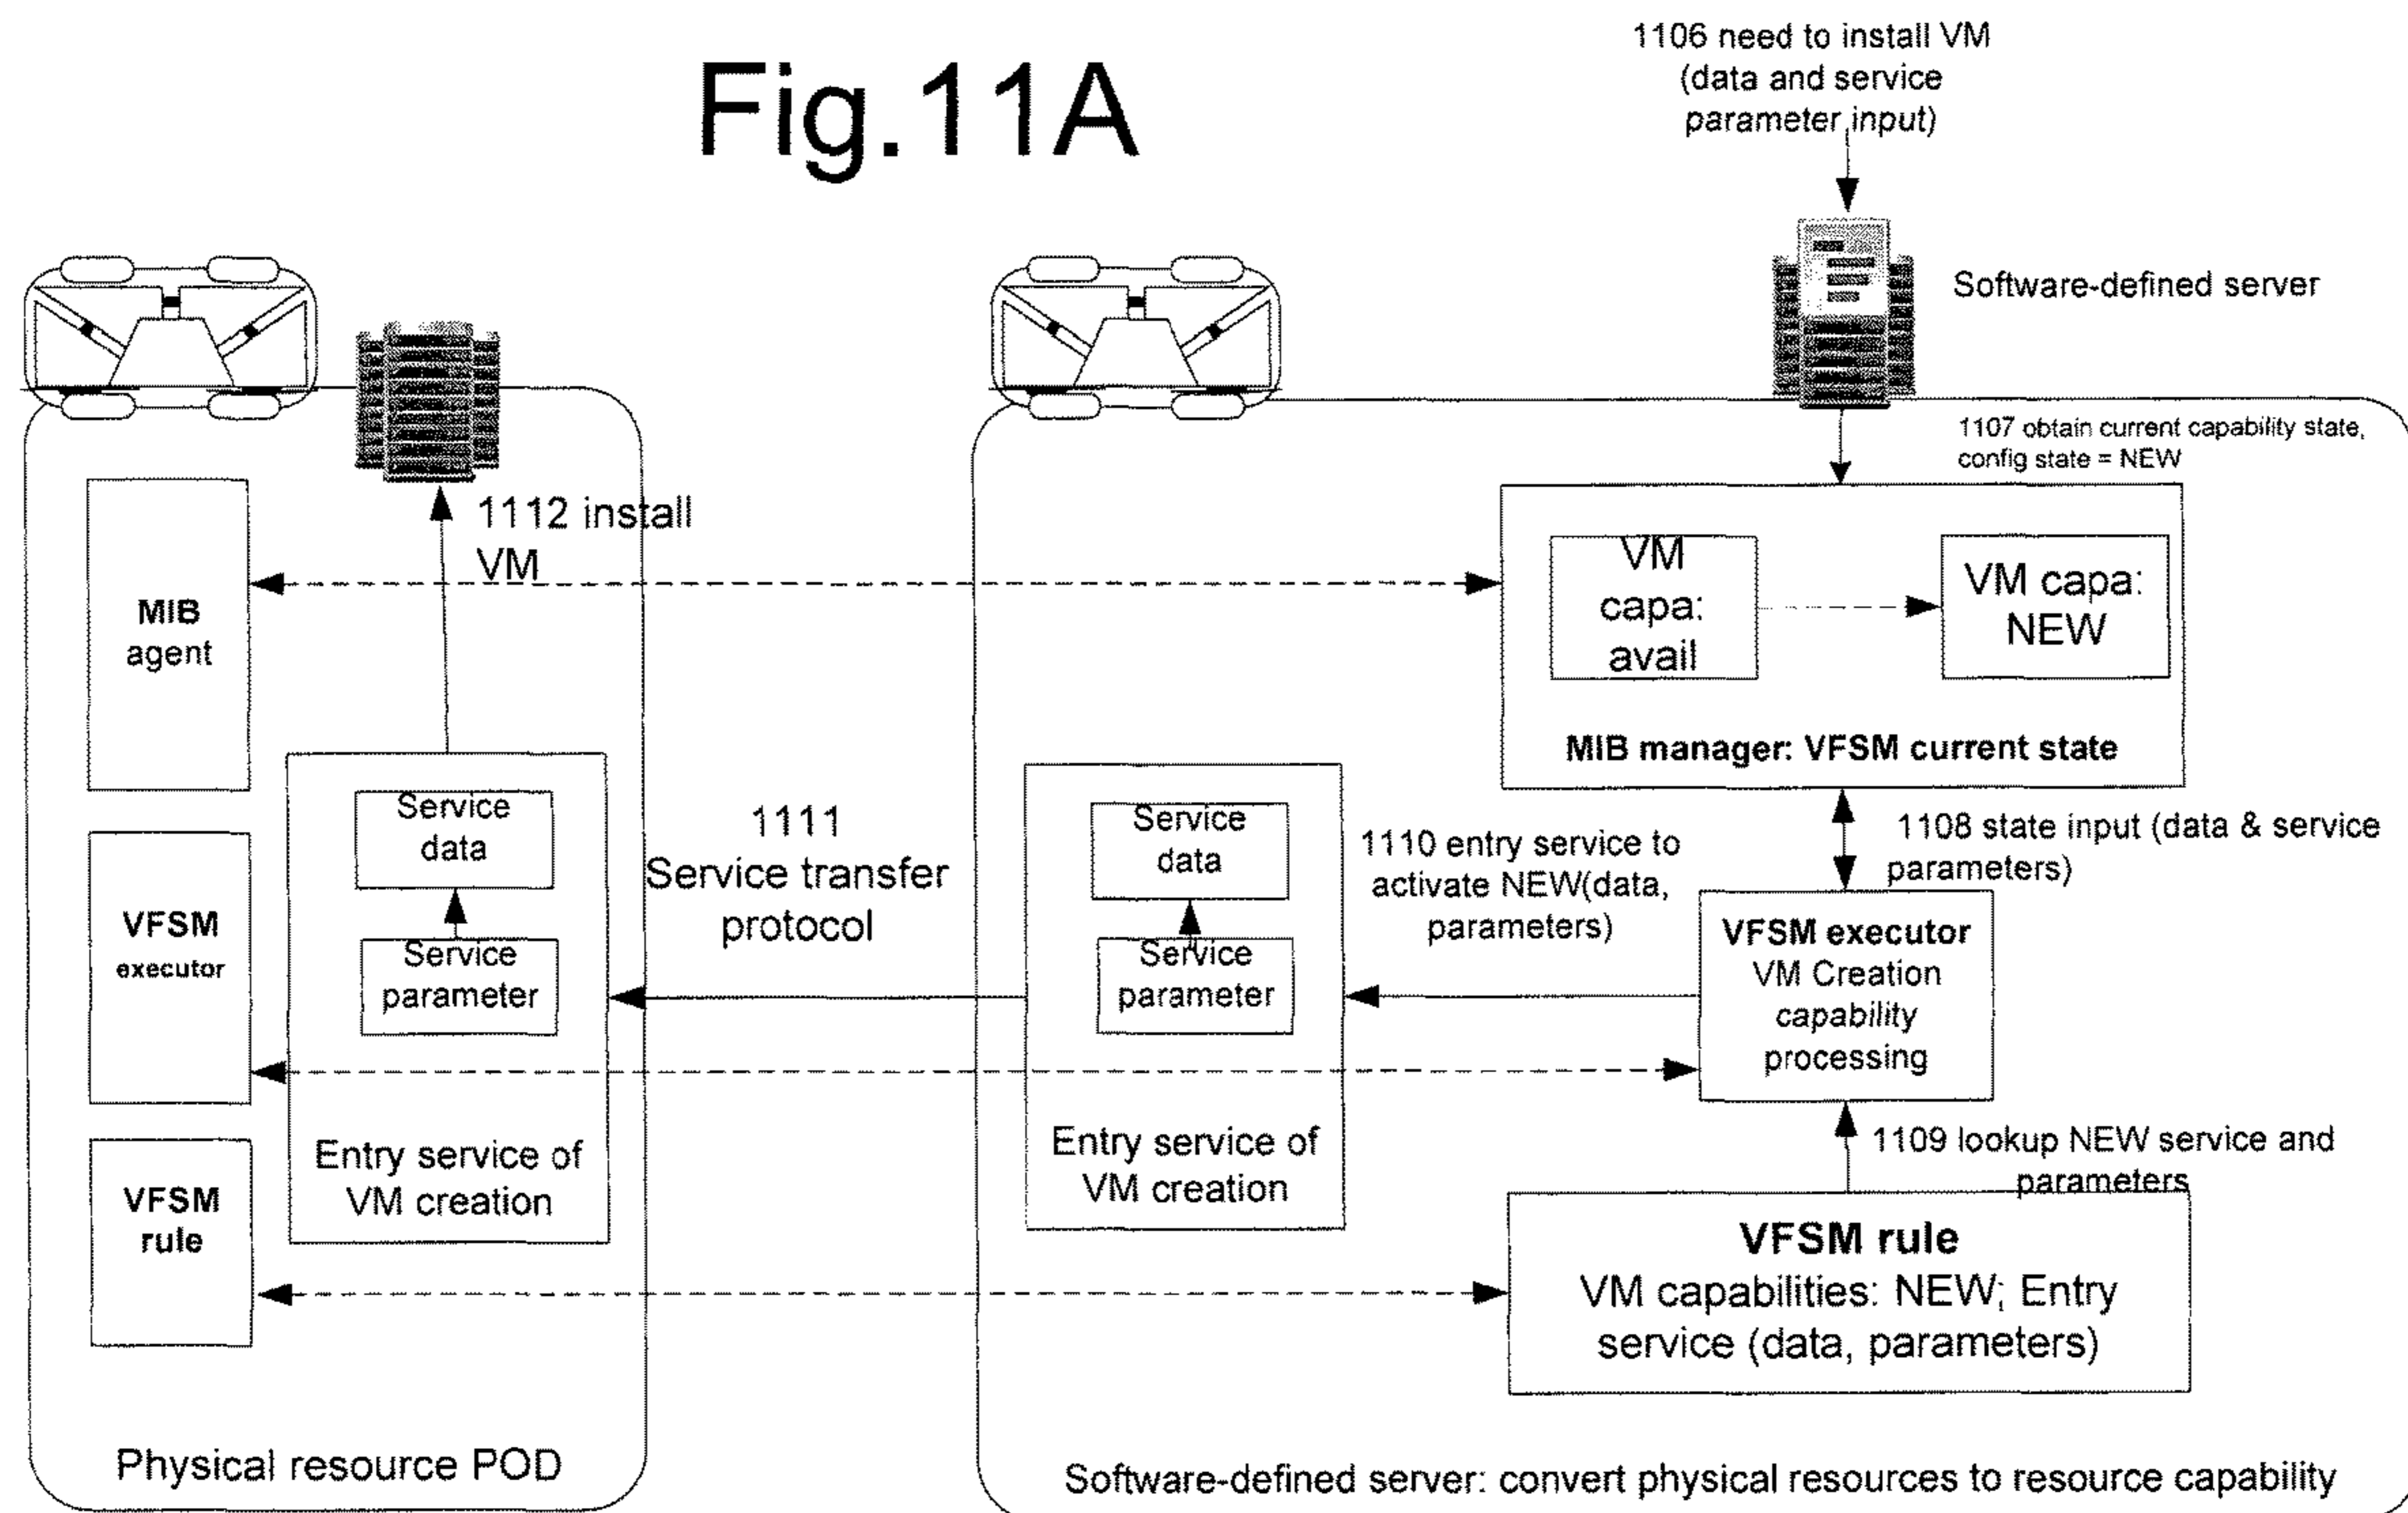 Fig.11A
1106 need to install VM
(data and service
parameter input)
Software-defined server
1107 obtain current capability state,
config state = NEW
1112 install
VM
MIB
agent
VM
capa:
avail
VM capa:
NEW
MIB manager: VFSM current state
Service
data
Service
parameter
Entry service of
VM creation
1111
Service transfer
protocol
Service
data
Service
parameter
Entry service of
VM creation
1110 entry service to
activate NEW(data,
parameters)
1108 state input (data & service
parameters)
VFSM
executor
VFSM executor
VM Creation
capability
processing
1109 lookup NEW service and
parameters
VFSM
rule
VFSM rule
VM capabilities: NEW; Entry
service (data, parameters)
Physical resource POD
Software-defined server: convert physical resources to resource capability